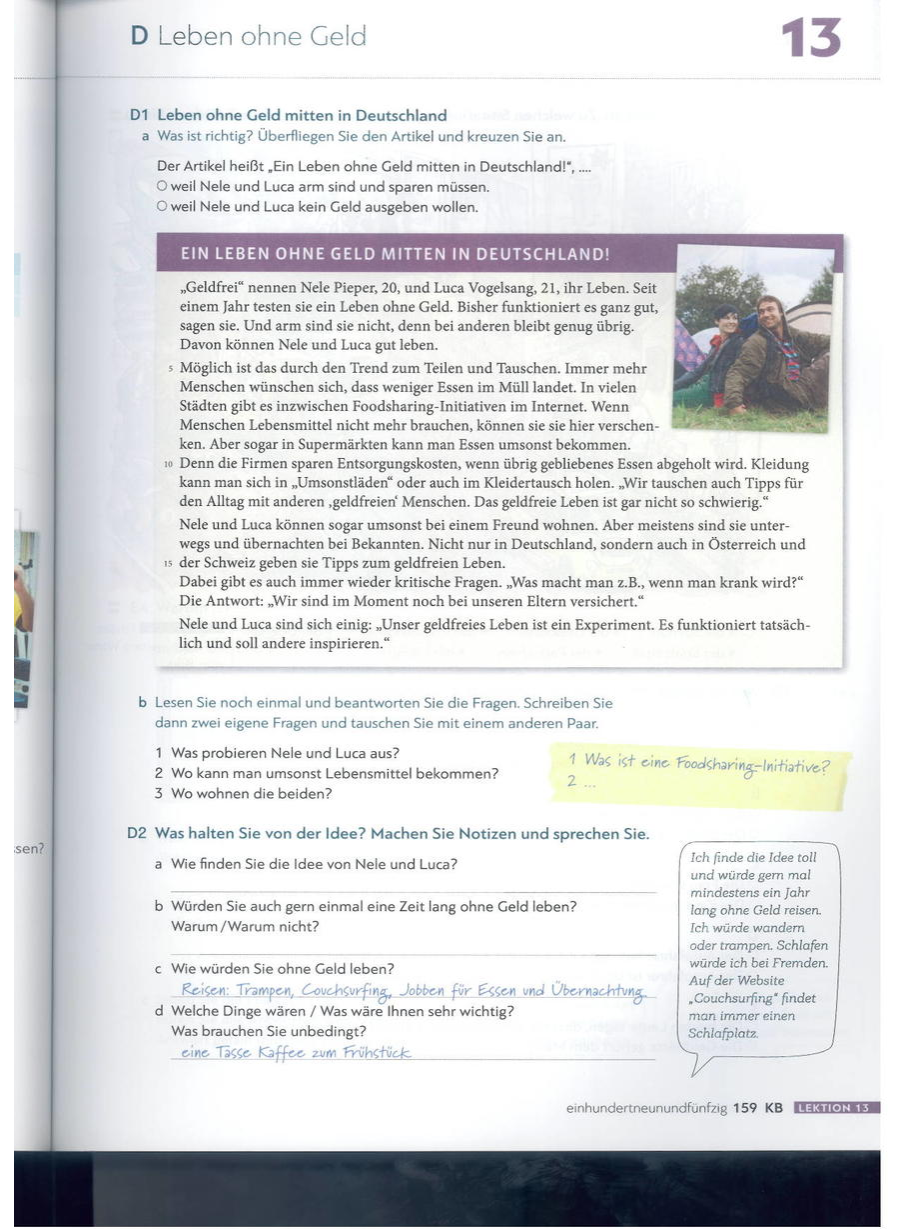 D Leben ohne Geld
13
D1 Leben ohne Geld mitten in Deutschland
a Was ist richtig? Überfliegen Sie den Artikel und kreuzen Sie an.
Der Artikel heißt „Ein Leben ohne Geld mitten in Deutschland!“, ....
O weil Nele und Luca arm sind und sparen müssen.
O weil Nele und Luca kein Geld ausgeben wollen.
EIN LEBEN OHNE GELD MITTEN IN DEUTSCHLAND!
„Geldfrei“ nennen Nele Pieper, 20, und Luca Vogelsang, 21, ihr Leben. Seit
einem Jahr testen sie ein Leben ohne Geld. Bisher funktioniert es ganz gut,
sagen sie. Und arm sind sie nicht, denn bei anderen bleibt genug übrig.
Davon können Nele und Luca gut leben.
5 Möglich ist das durch den Trend zum Teilen und Tauschen. Immer mehr
Menschen wünschen sich, dass weniger Essen im Müll landet. In vielen
Städten gibt es inzwischen Foodsharing-Initiativen im Internet. Wenn
Menschen Lebensmittel nicht mehr brauchen, können sie sie hier verschen-
ken. Aber sogar in Supermärkten kann man Essen umsonst bekommen.
10 Denn die Firmen sparen Entsorgungskosten, wenn übrig gebliebenes Essen abgeholt wird. Kleidung
kann man sich in „Umsonstläden“ oder auch im Kleidertausch holen. „Wir tauschen auch Tipps für
den Alltag mit anderen ‚geldfreien‘ Menschen. Das geldfreie Leben ist gar nicht so schwierig.“
Nele und Luca können sogar umsonst bei einem Freund wohnen. Aber meistens sind sie unter-
wegs und übernachten bei Bekannten. Nicht nur in Deutschland, sondern auch in Österreich und
15 der Schweiz geben sie Tipps zum geldfreien Leben.
Dabei gibt es auch immer wieder kritische Fragen. „Was macht man z.B., wenn man krank wird?“
Die Antwort: „Wir sind im Moment noch bei unseren Eltern versichert.“
Nele und Luca sind sich einig: „Unser geldfreies Leben ist ein Experiment. Es funktioniert tatsäch-
lich und soll andere inspirieren.“
b Lesen Sie noch einmal und beantworten Sie die Fragen. Schreiben Sie
dann zwei eigene Fragen und tauschen Sie mit einem anderen Paar.
1 Was probieren Nele und Luca aus?
2 Wo kann man umsonst Lebensmittel bekommen?
3 Wo wohnen die beiden?
1 Was ist eine Foodsharing-Initiative?
2 ...
ssen?
D2 Was halten Sie von der Idee? Machen Sie Notizen und sprechen Sie.
a Wie finden Sie die Idee von Nele und Luca?
b Würden Sie auch gern einmal eine Zeit lang ohne Geld leben?
Warum /Warum nicht?
c Wie würden Sie ohne Geld leben?
Reisen: Trampen, Couchsurfing, Jobben für Essen und Übernachtung
d Welche Dinge wären / Was wäre Ihnen sehr wichtig?
Was brauchen Sie unbedingt?
eine Tasse Kaffee zum Frühstück
Ich finde die Idee toll
und würde gern mal
mindestens ein Jahr
lang ohne Geld reisen.
Ich würde wandern
oder trampen. Schlafen
würde ich bei Fremden.
Auf der Website
„Couchsurfing“ findet
man immer einen
Schlafplatz.
einhundertneunundfünfzig 159 KB LEKTION 13